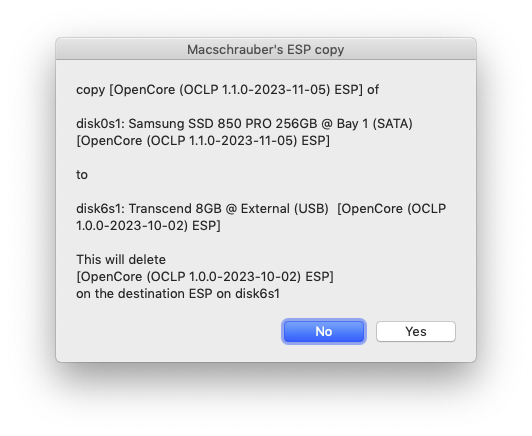 Macschrauber's ESP copy
copy [OpenCore (OCLP 1.1.0-2023-11-05) ESP] of
disk0s1: Samsung SSD 850 PRO 256GB @ Bay 1 (SATA)
[OpenCore (OCLP 1.1.0-2023-11-05) ESP]
to
disk6s1: Transcend 8GB @ External (USB)  [OpenCore (OCLP
1.0.0-2023-10-02) ESP]
This will delete
[OpenCore (OCLP 1.0.0-2023-10-02) ESP]
on the destination ESP on disk6s1
No Yes